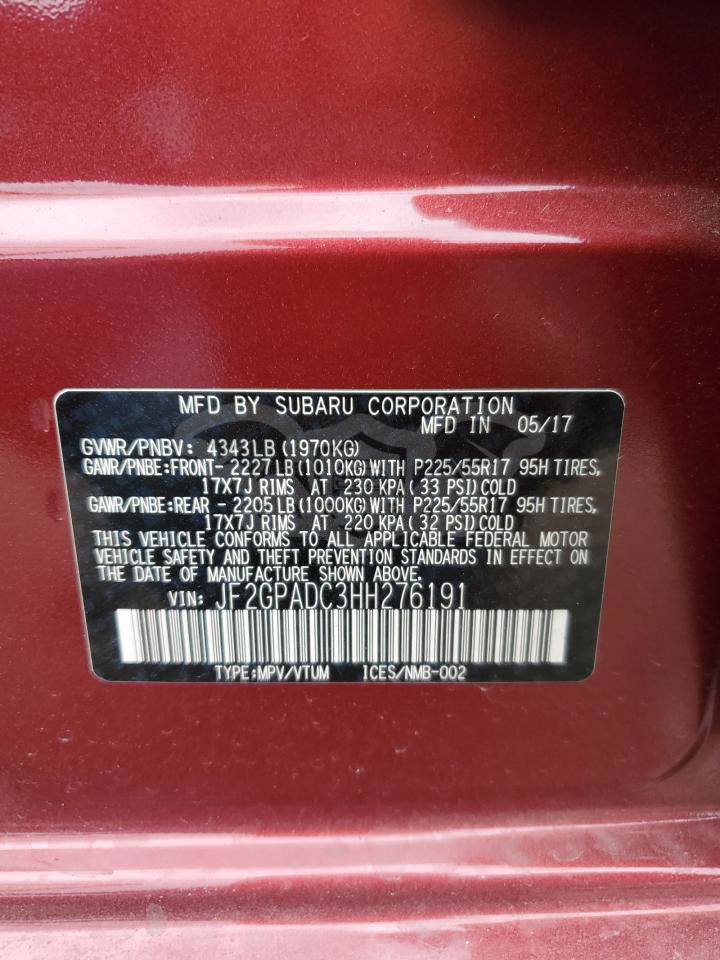 MFD BY SUBARU CORPORATION
MFD IN 05/17
GVWR/PNBV: 4343LB (1970KG)
GAWR/PNBE:FRONT- 2227LB (1010KG) WITH P225/55R17 95H TIRES,
17X7J RIMS AT 230 KPA (33 PSI) COLD
GAWR/PNBE:REAR - 2205LB (1000KG) WITH P225/55R17 95H TIRES,
17X7J RIMS AT 220 KPA (32 PSI) COLD
THIS VEHICLE CONFORMS TO ALL APPLICABLE FEDERAL MOTOR
VEHICLE SAFETY AND THEFT PREVENTION STANDARDS IN EFFECT ON
THE DATE OF MANUFACTURE SHOWN ABOVE.
VIN: JF2GPADC3HH276191
TYPE:MPV/VTUM ICES/NMB-002